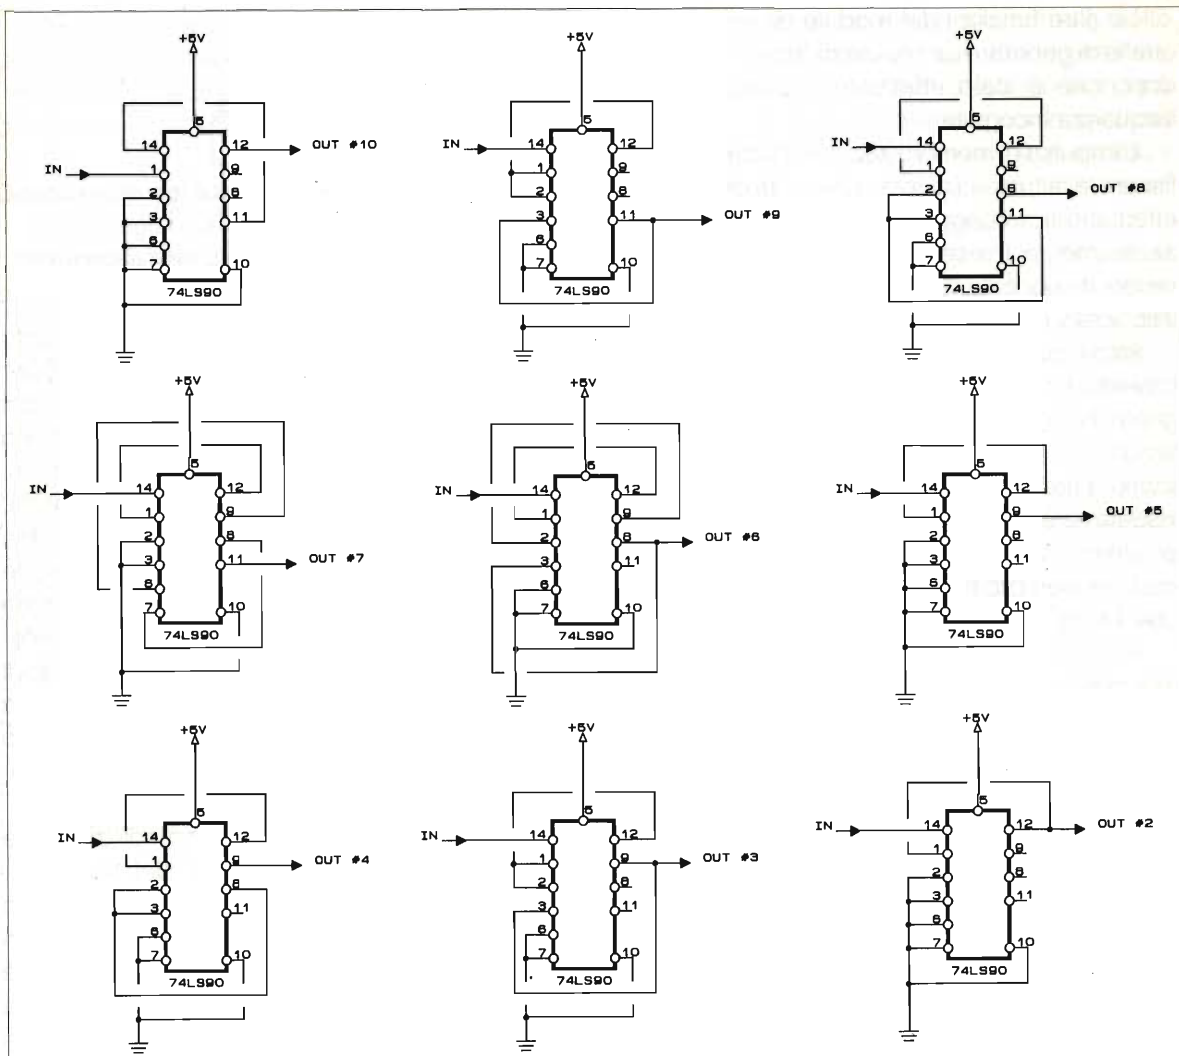 +5V
5
14 12 OUT #10
IN 1 9
2 8
3 11
6
7 10
74LS90
+5V
5
IN 14 12
1 9
2 8
3 11 OUT #9
6
7 10
74LS90
+5V
5
IN 14 12
1 9
2 8 OUT #8
3 11
6
7 10
74LS90
+5V
5
IN 14 12
1 9
2 8
3 11 OUT #7
6
7 10
74LS90
+5V
5
IN 14 12
1 9
2 8 OUT #6
3 11
6
7 10
74LS90
+5V
5
IN 14 12
1 9 OUT #5
2 8
3 11
6
7 10
74LS90
+5V
5
IN 14 12
1 9 OUT #4
2 8
3 11
6
7 10
74LS90
+5V
5
IN 14 12
1 9 OUT #3
2 8
3 11
6
7 10
74LS90
+5V
5
IN 14 12 OUT #2
1 9
2 8
3 11
6
7 10
74LS90